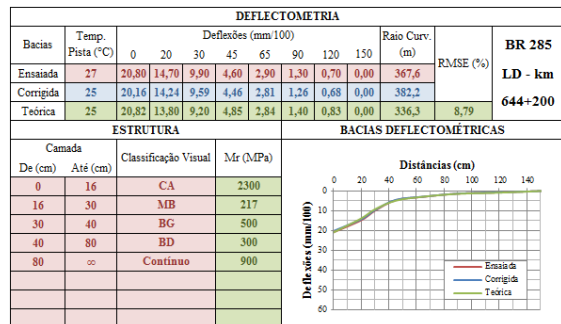 DEFLECTOMETRIA
Bacias Temp. Pista (°C) Deflexões (mm/100) Raio Curv. (m) RMSE (%) BR 285 LD - km 644+200
0 20 30 45 65 90 120 150
Ensaiada 27 20,80 14,70 9,90 4,60 2,90 1,30 0,70 0,00 367,6
Corrigida 25 20,16 14,24 9,59 4,46 2,81 1,26 0,68 0,00 382,2
Teórica 25 20,82 13,80 9,20 4,85 2,84 1,40 0,83 0,00 336,3 8,79
ESTRUTURA BACIAS DEFLECTOMÉTRICAS
Camada Classificação Visual Mr (MPa)
De (cm) Até (cm)
0 16 CA 2300
16 30 MB 217
30 40 BG 500
40 80 BD 300
80 ∞ Contínuo 900
Distâncias (cm)
0 20 40 60 80 100 120 140
Deflexões (mm/100)
0
10
20
30
40
50
60
Ensaiada
Corrigida
Teórica